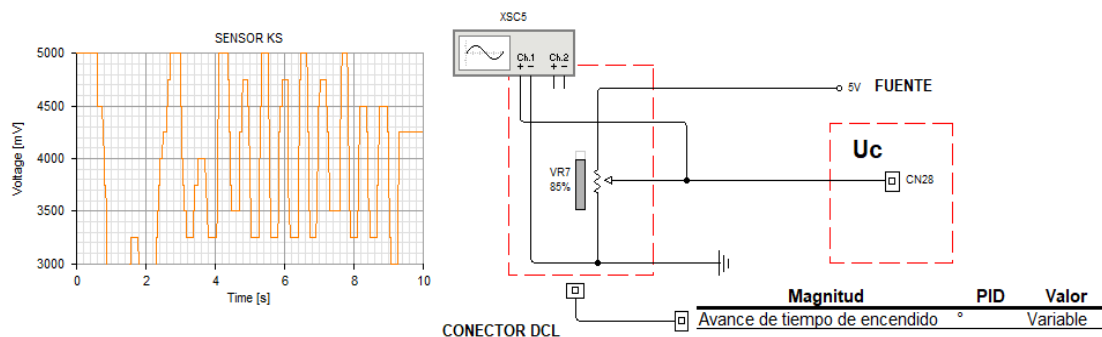 SENSOR KS
Voltage [mV]
5000
4500
4000
3500
3000
0 2 4 6 8 10
Time [s]
XSC5
Ch.1 Ch.2
+ - + -
5V FUENTE
VR7
85%
Uc
CN28
CONECTOR DCL
Magnitud PID Valor
Avance de tiempo de encendido ° Variable